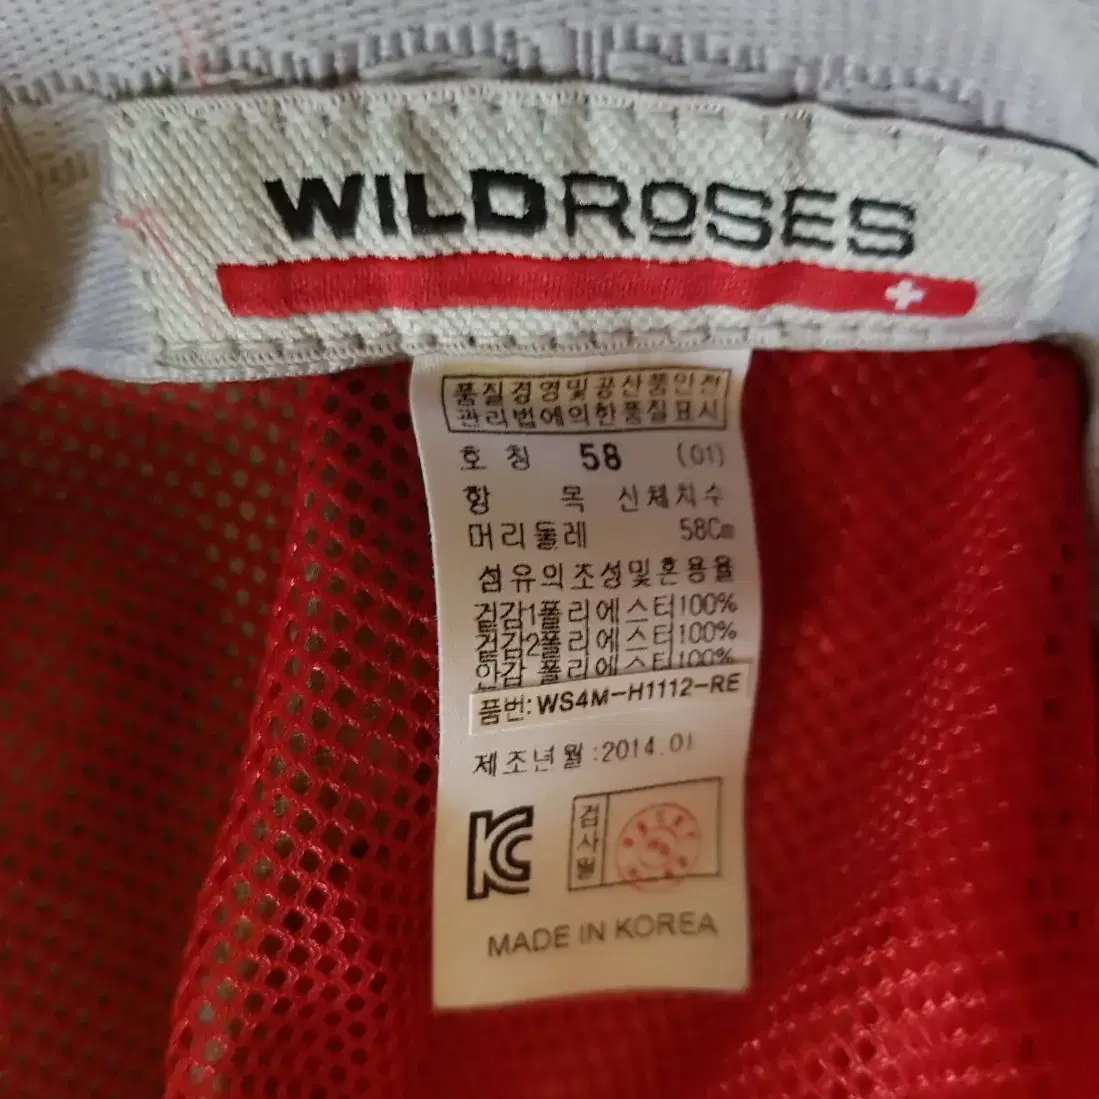 WILDROSES
품질경영및공산품안전
관리법에의한품질표시
호 칭 58 (01)
항 목 신체치수
머리둘레 58Cm
섬유의조성및혼용율
겉감1폴리에스터100%
겉감2폴리에스터100%
안감 폴리에스터100%
품번: WS4M-H1112-RE
제조년월 :2014.01
KC
검사필
MADE IN KOREA